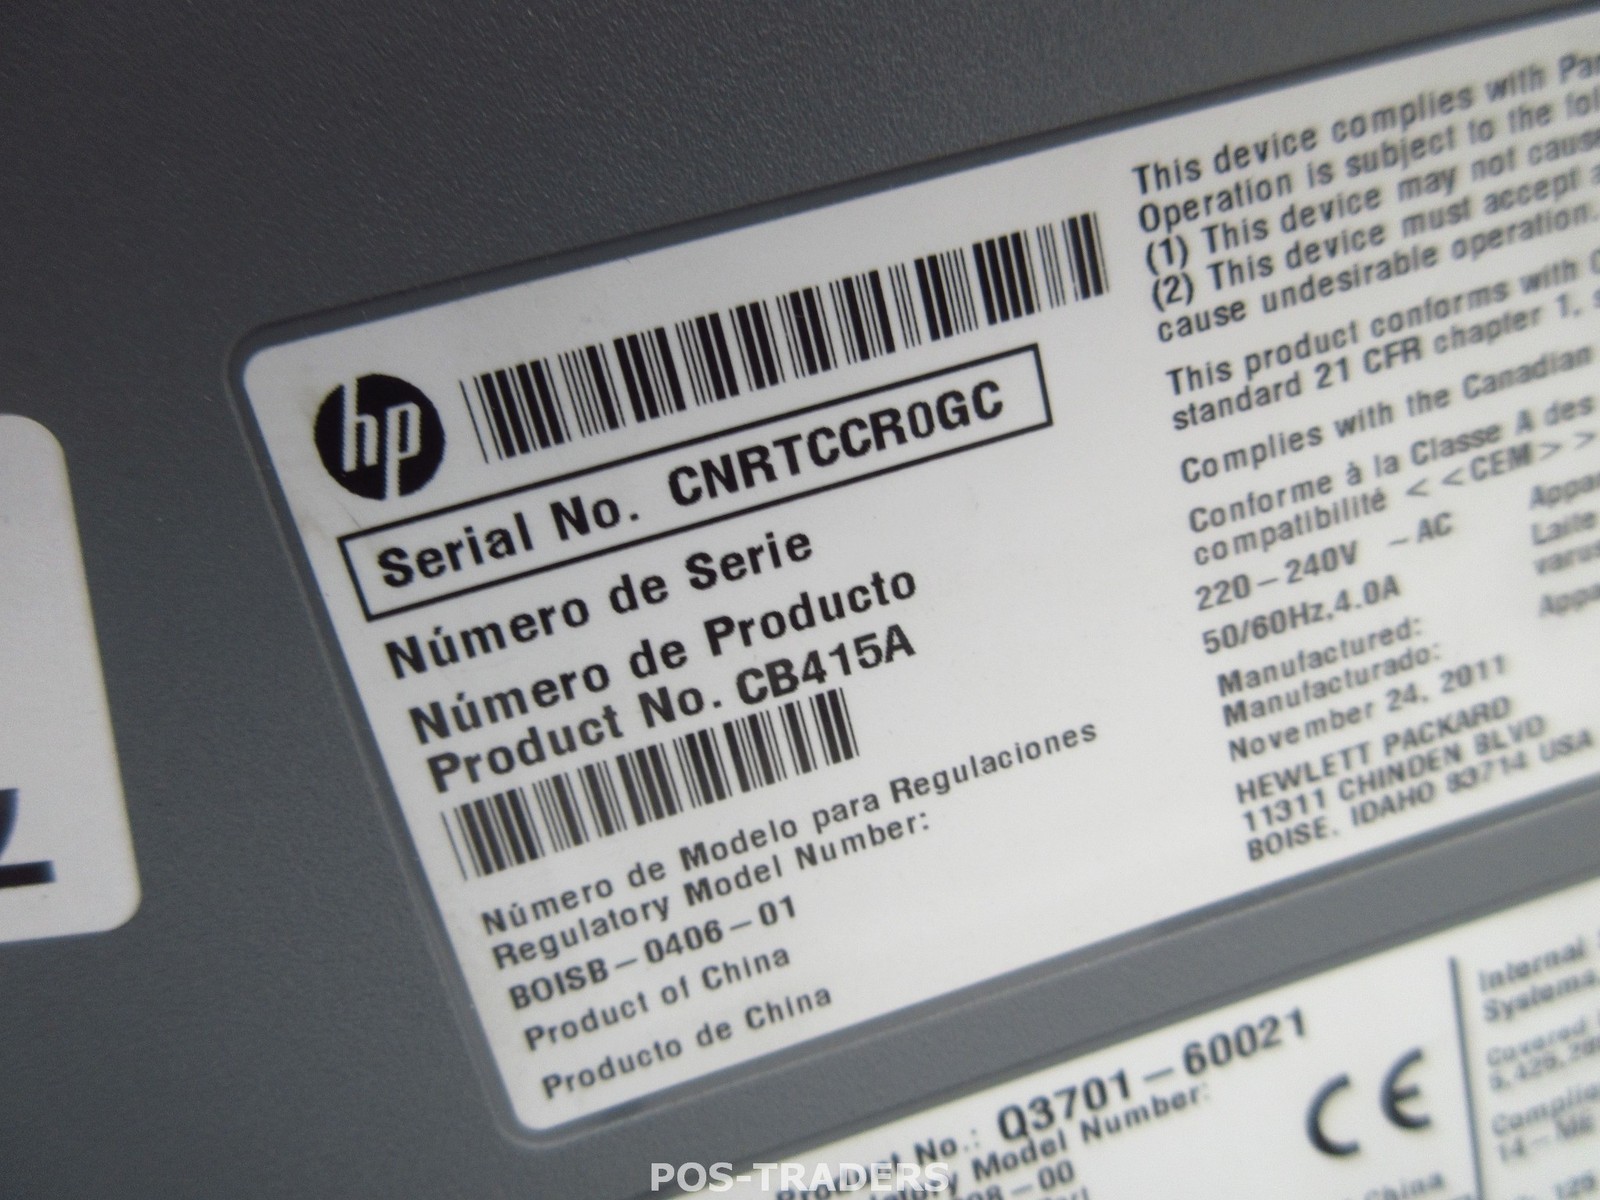 hp
Serial No. CNRTCCR0GC
Número de Serie
Número de Producto
Product No. CB415A
Número de Modelo para Regulaciones
Regulatory Model Number:
BOISB-0406-01
Product of China
Producto de China
This device complies with
Operation is subject to the
(1) This device may not cause
(2) This device must accept
cause undesirable operation.
This product conforms with
standard 21 CFR chapter 1,
Complies with the Canadian
Conforme à la Classe A des
compatibilité <<CEM>>
220-240V ~AC
50/60Hz,4.0A
Manufactured:
Manufacturado:
November 24, 2011
HEWLETT PACKARD
11311 CHINDEN BLVD
BOISE, IDAHO 83714 USA
Laite
Product No.: Q3701-60021
Model Number:
CE
Internal
Systems
POS-TRADERS